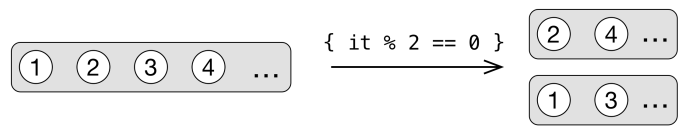 1 2 3 4 ...
{ it % 2 == 0 }
2 4 ...
1 3 ...